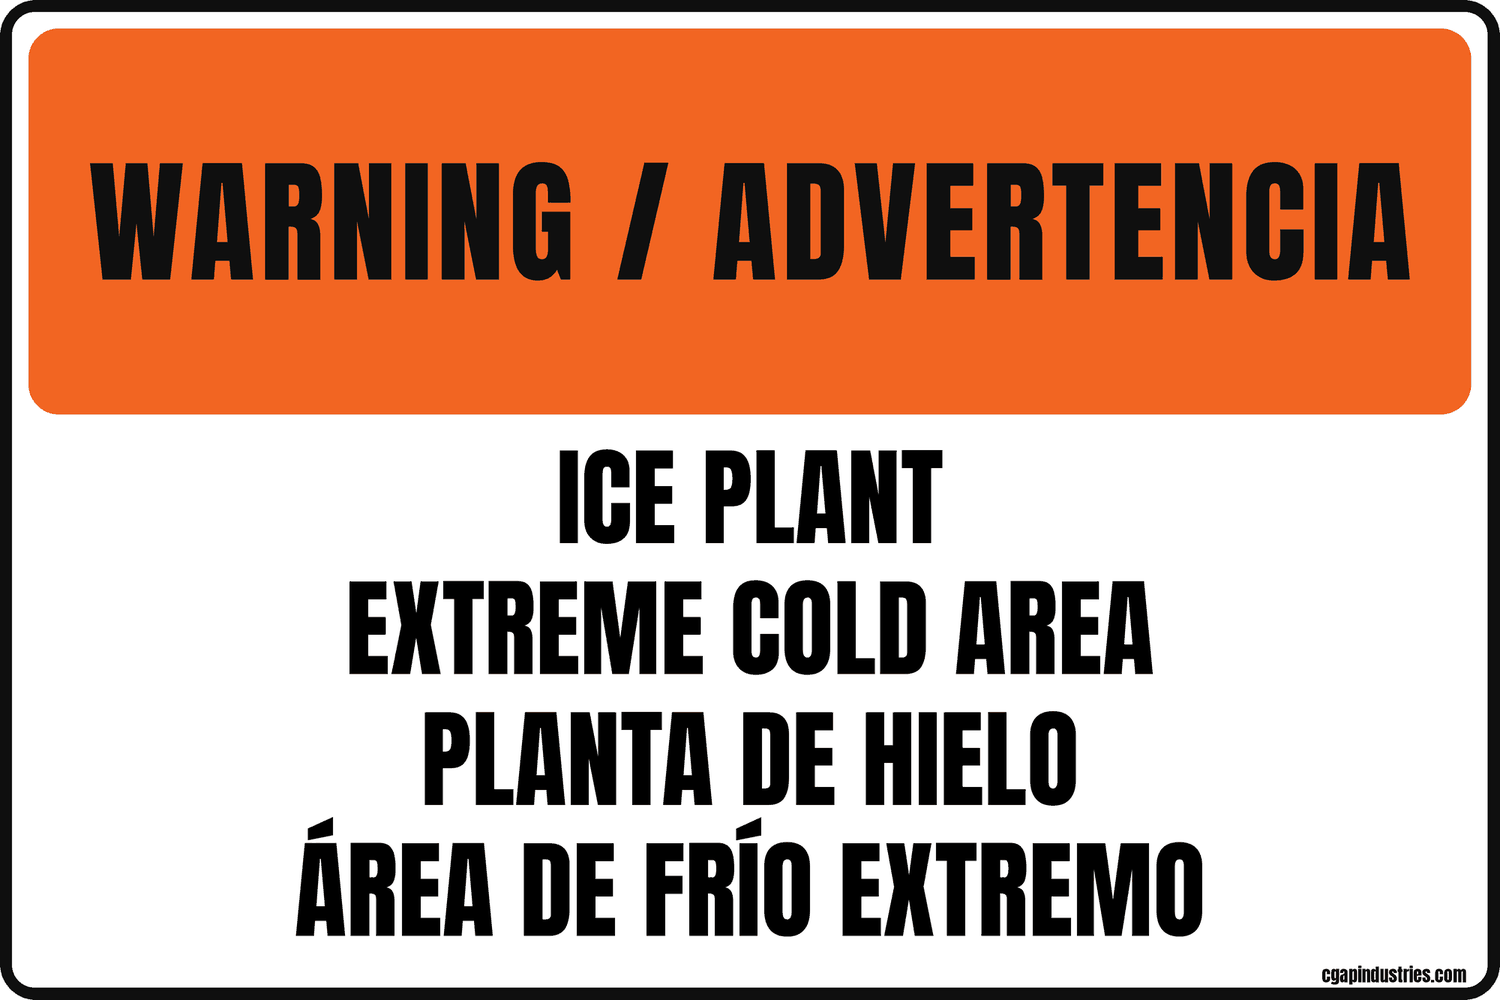 WARNING / ADVERTENCIA
ICE PLANT
EXTREME COLD AREA
PLANTA DE HIELO
ÁREA DE FRÍO EXTREMO
cgapindustries.com